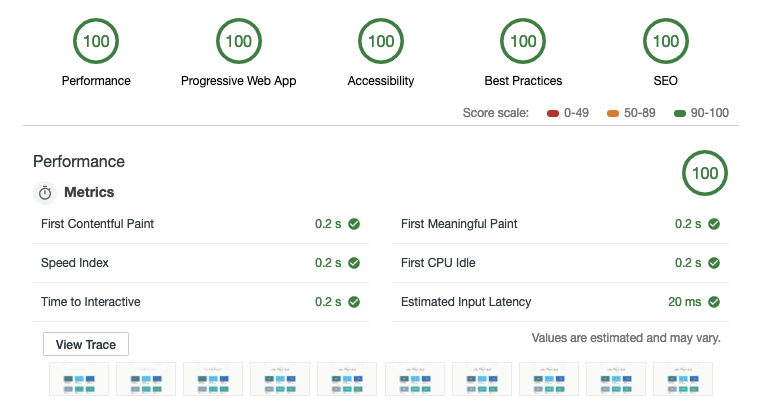 100 100 100 100 100
Performance Progressive Web App Accessibility Best Practices SEO
Score scale: 0-49 50-89 90-100
Performance
100
Metrics
First Contentful Paint 0.2 s First Meaningful Paint 0.2 s
Speed Index 0.2 s First CPU Idle 0.2 s
Time to Interactive 0.2 s Estimated Input Latency 20 ms
View Trace Values are estimated and may vary.